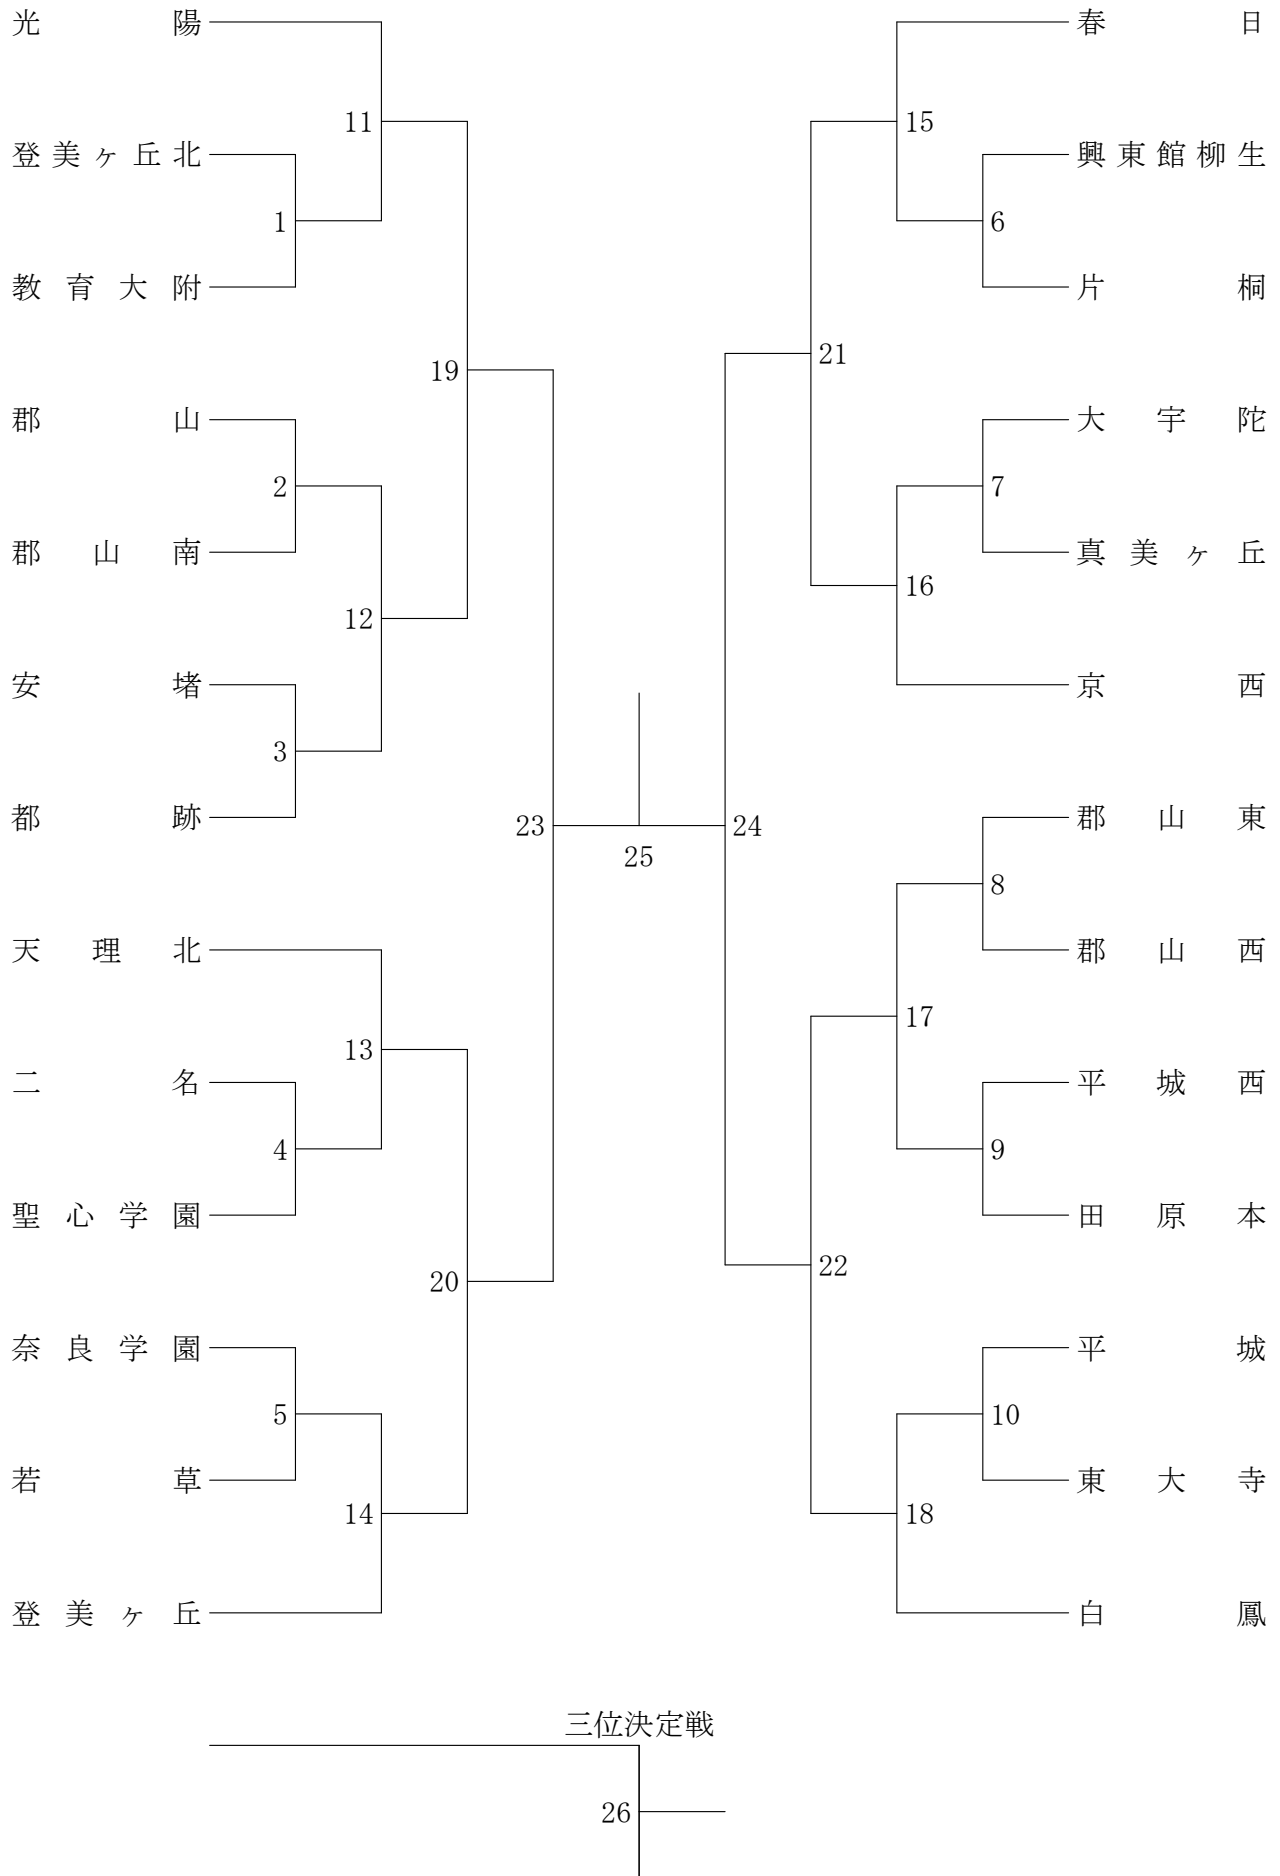 光陽
春日
11
15
登美ヶ丘北
興東館柳生
1
6
教育大附
片桐
21
19
郡山
大宇陀
2
7
郡山南
真美ヶ丘
16
12
安堵
京西
3
都跡
郡山東
23
24
25
8
天理北
郡山西
17
13
二名
平城西
4
9
聖心学園
田原本
22
20
奈良学園
平城
5
10
若草
東大寺
14
18
登美ヶ丘
白鳳
三位決定戦
26